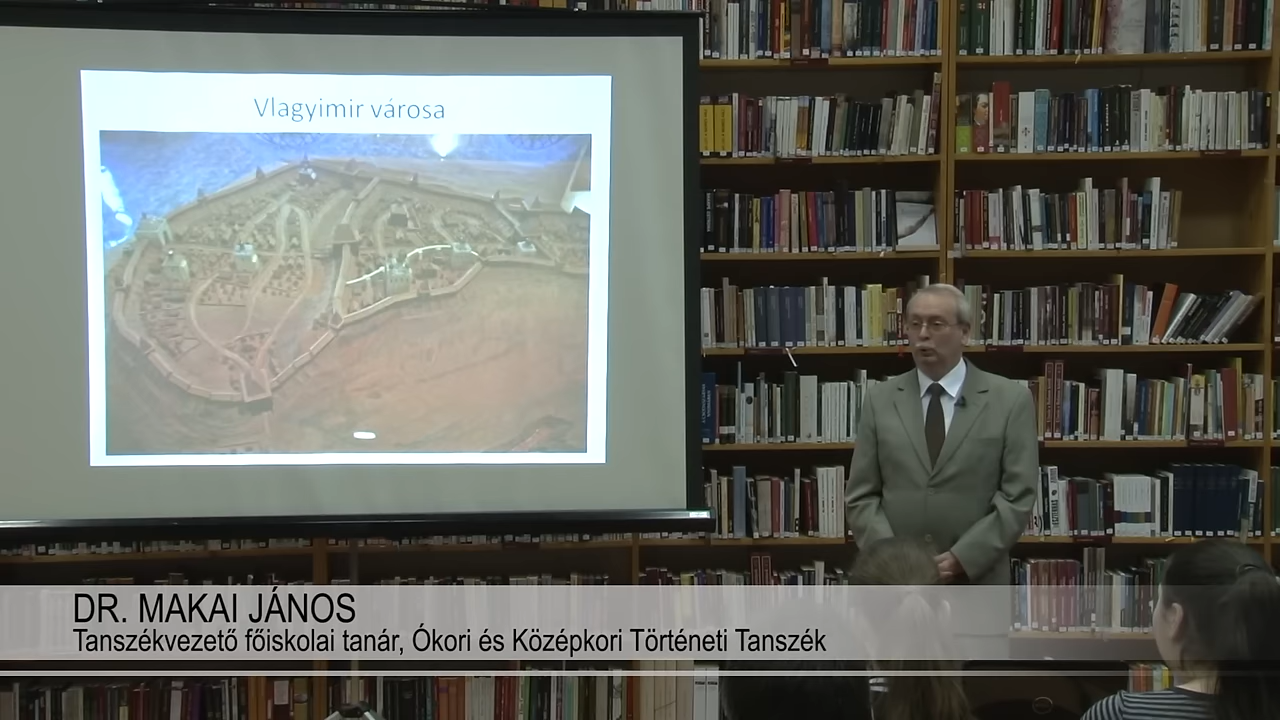 Vlagyimir városa
DR. MAKAI JÁNOS
Tanszékvezető főiskolai tanár, Ókori és Középkori Történeti Tanszék